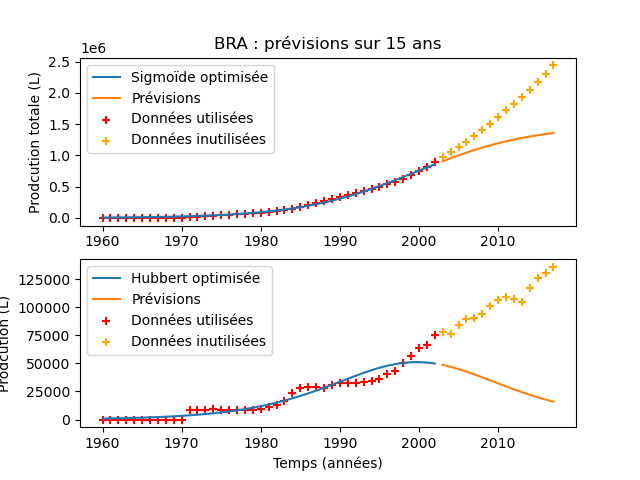 BRA : prévisions sur 15 ans
1e6
2.5
2.0
1.5
1.0
0.5
0.0
Prodcution totale (L)
Sigmoïde optimisée
Prévisions
Données utilisées
Données inutilisées
1960 1970 1980 1990 2000 2010
125000
100000
75000
50000
25000
0
Prodcution (L)
Hubbert optimisée
Prévisions
Données utilisées
Données inutilisées
1960 1970 1980 1990 2000 2010
Temps (années)